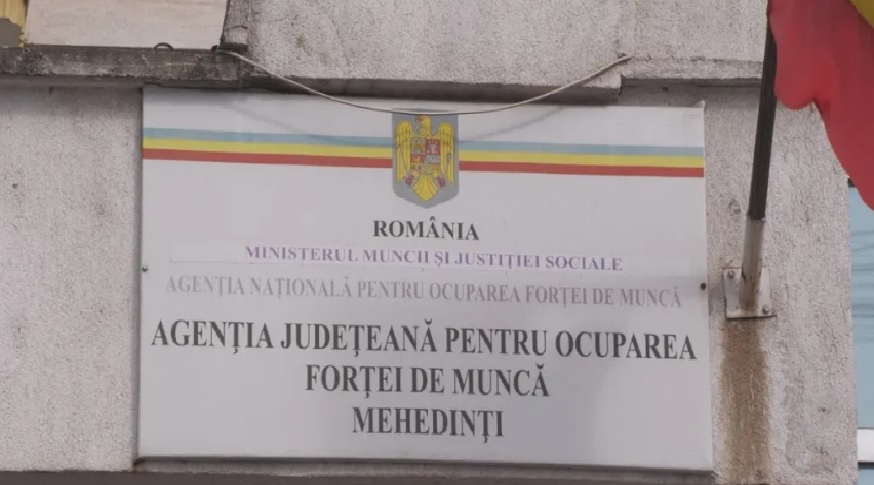 ROMÂNIA
MINISTERUL MUNCII ȘI JUSTIȚIEI SOCIALE
AGENȚIA NAȚIONALĂ PENTRU OCUPAREA FORȚEI DE MUNCĂ
AGENȚIA JUDEȚEANĂ PENTRU OCUPAREA
FORȚEI DE MUNCĂ
MEHEDINȚI